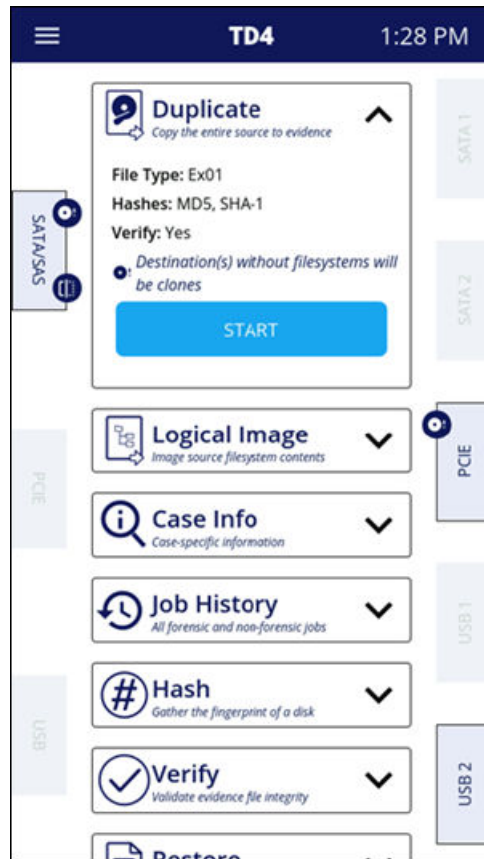 TD4
1:28 PM
Duplicate
Copy the entire source to evidence
File Type: Ex01
Hashes: MD5, SHA-1
Verify: Yes
Destination(s) without filesystems will
be clones
START
Logical Image
Image source filesystem contents
Case Info
Case-specific information
Job History
All forensic and non-forensic jobs
Hash
Gather the fingerprint of a disk
Verify
Validate evidence file integrity
Restore
SATA/SAS
PCIE
USB
SATA 1
SATA 2
PCIE
USB 1
USB 2